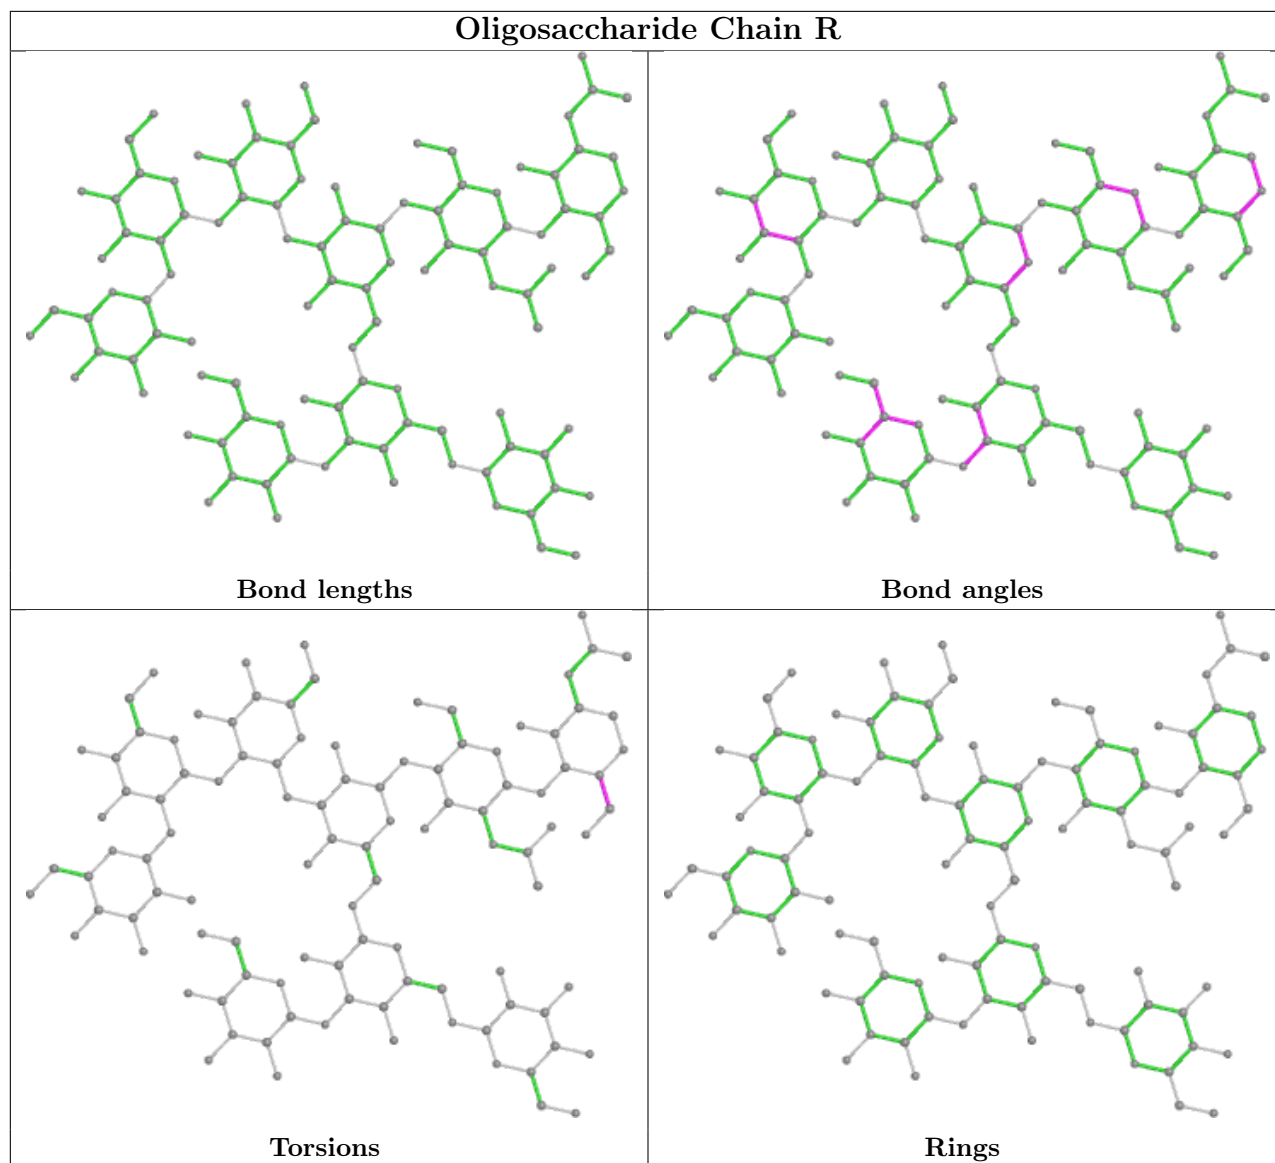 Oligosaccharide Chain R
Bond lengths
Bond angles
Torsions
Rings